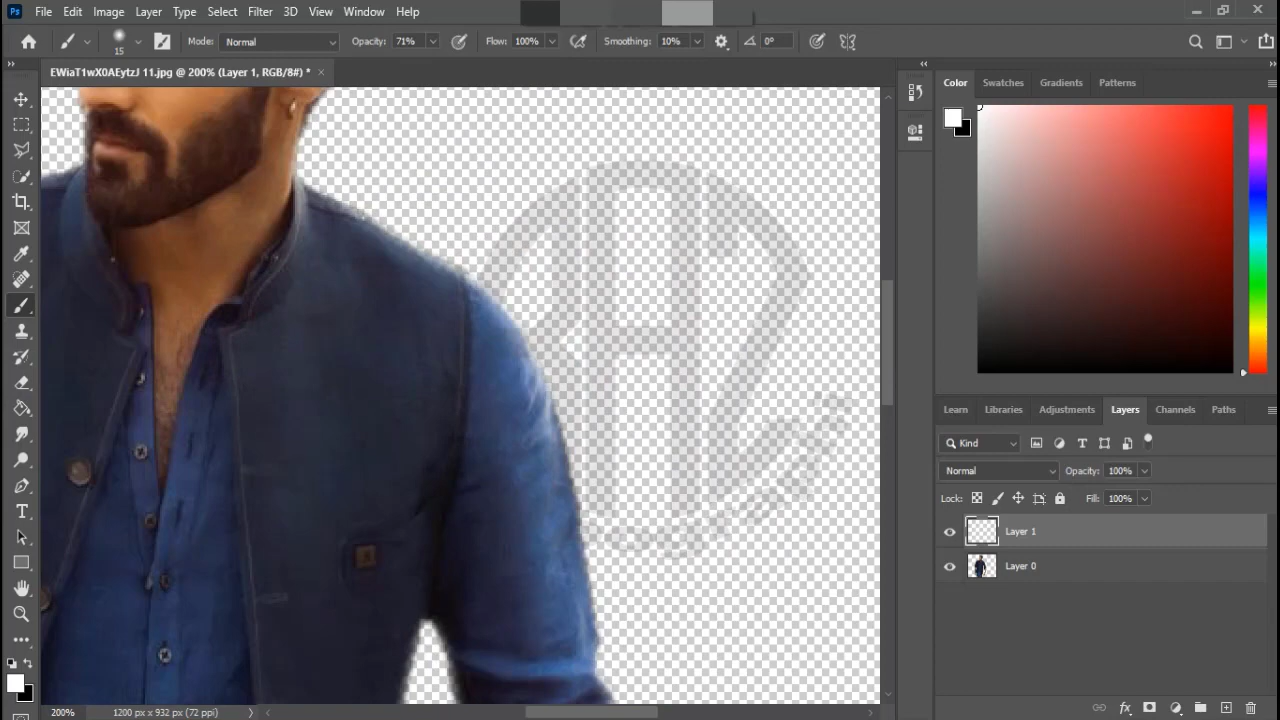 Ps File Edit Image Layer Type Select Filter 3D View Window Help
15 Mode: Normal Opacity: 71% Flow: 100% Smoothing: 10% 0°
EWiaT1wX0AEytzJ 11.jpg @ 200% (Layer 1, RGB/8#) * ×
Color Swatches Gradients Patterns
Learn Libraries Adjustments Layers Channels Paths
Kind
Normal Opacity: 100%
Lock: Fill: 100%
Layer 1
Layer 0
200% 1200 px x 932 px (72 ppi)